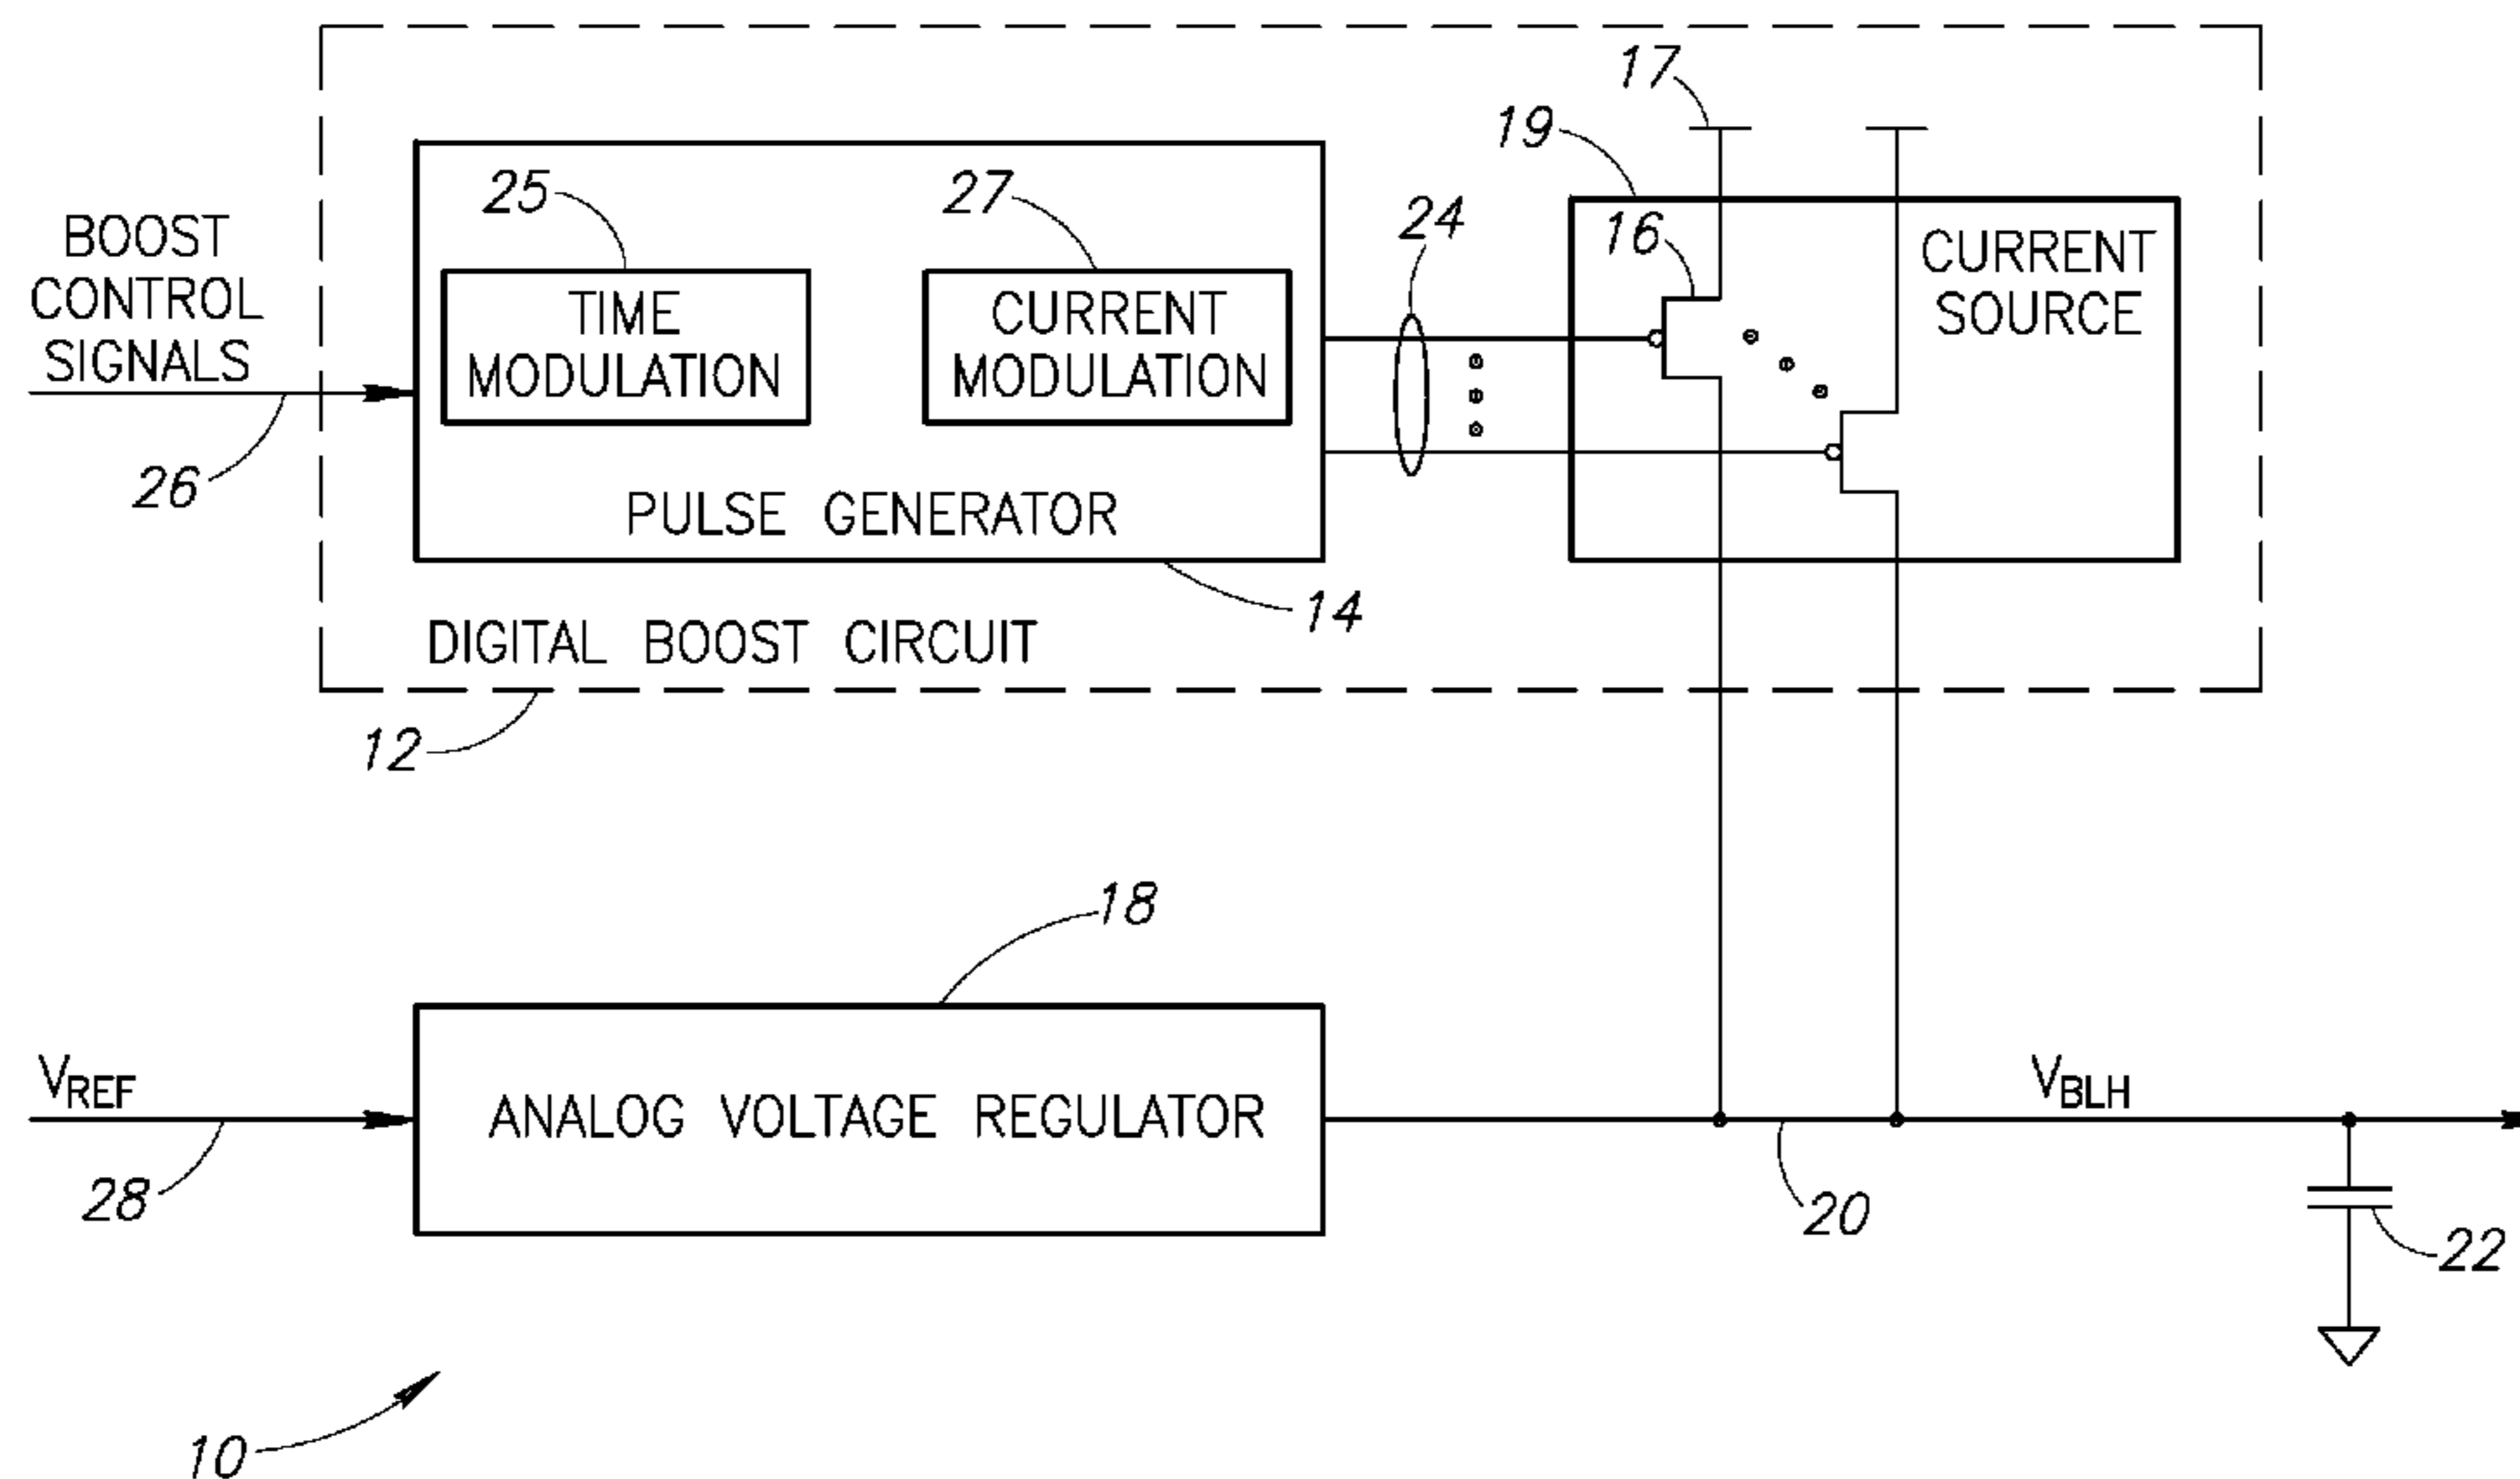 17
19
25
27
24
16
BOOST
CONTROL
SIGNALS
TIME
MODULATION
CURRENT
MODULATION
CURRENT
SOURCE
26
PULSE GENERATOR
14
DIGITAL BOOST CIRCUIT
12
18
VREF
ANALOG VOLTAGE REGULATOR
VBLH
28
20
22
10